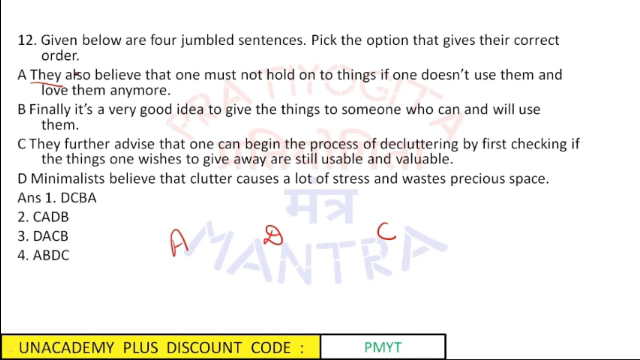 12. Given below are four jumbled sentences. Pick the option that gives their correct
order.
A They also believe that one must not hold on to things if one doesn't use them and
love them anymore.
B Finally it's a very good idea to give the things to someone who can and will use
them.
C They further advise that one can begin the process of decluttering by first checking if
the things one wishes to give away are still usable and valuable.
D Minimalists believe that clutter causes a lot of stress and wastes precious space.
Ans 1. DCBA
2. CADB
3. DACB
4. ABDC
A D C
PRATIYOGITA
प्रतियोगिता
मंत्र
MANTRA
UNACADEMY PLUS DISCOUNT CODE : PMYT